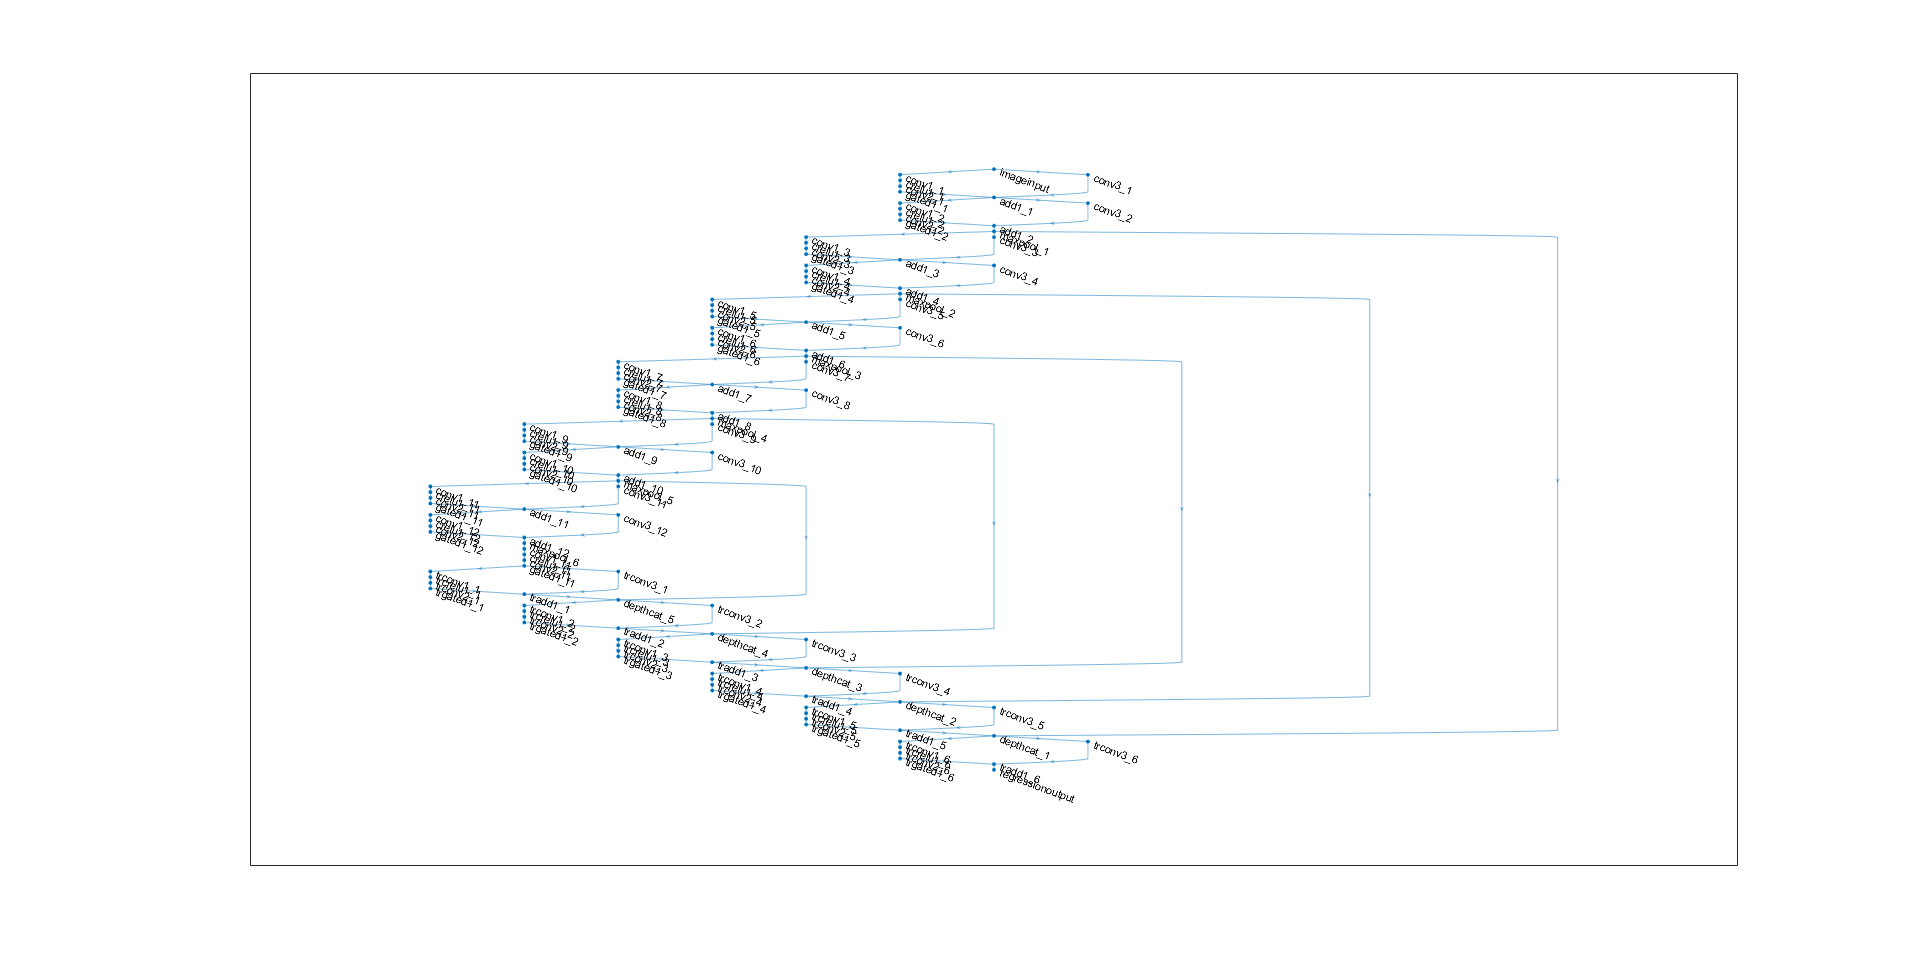 imageinput
conv1_1
conv3_1
conv2_1
gated1_1
add1_1
conv1_2
conv3_2
conv2_2
gated1_2
add1_2
maxpool_1
conv3_3
conv1_3
conv2_3
gated1_3
add1_3
conv1_4
conv3_4
conv2_4
gated1_4
add1_4
maxpool_2
conv3_5
conv1_5
conv2_5
gated1_5
add1_5
conv1_6
conv3_6
conv2_6
gated1_6
add1_6
maxpool_3
conv3_7
conv1_7
conv2_7
gated1_7
add1_7
conv1_8
conv3_8
conv2_8
gated1_8
add1_8
maxpool_4
conv3_9
conv1_9
conv2_9
gated1_9
add1_9
conv1_10
conv3_10
conv2_10
gated1_10
add1_10
maxpool_5
conv3_11
conv1_11
conv2_11
gated1_11
add1_11
conv1_12
conv3_12
conv2_12
gated1_12
add1_12
maxpool_6
gated1_11
trconv1_1
trconv3_1
trconv2_1
trgated1_1
tradd1_1
depthcat_5
trconv1_2
trconv3_2
trconv2_2
trgated1_2
tradd1_2
depthcat_4
trconv1_3
trconv3_3
trconv2_3
trgated1_3
tradd1_3
depthcat_3
trconv1_4
trconv3_4
trconv2_4
trgated1_4
tradd1_4
depthcat_2
trconv1_5
trconv3_5
trconv2_5
trgated1_5
tradd1_5
depthcat_1
trconv1_6
trconv3_6
trconv2_6
trgated1_6
tradd1_6
regressionoutput